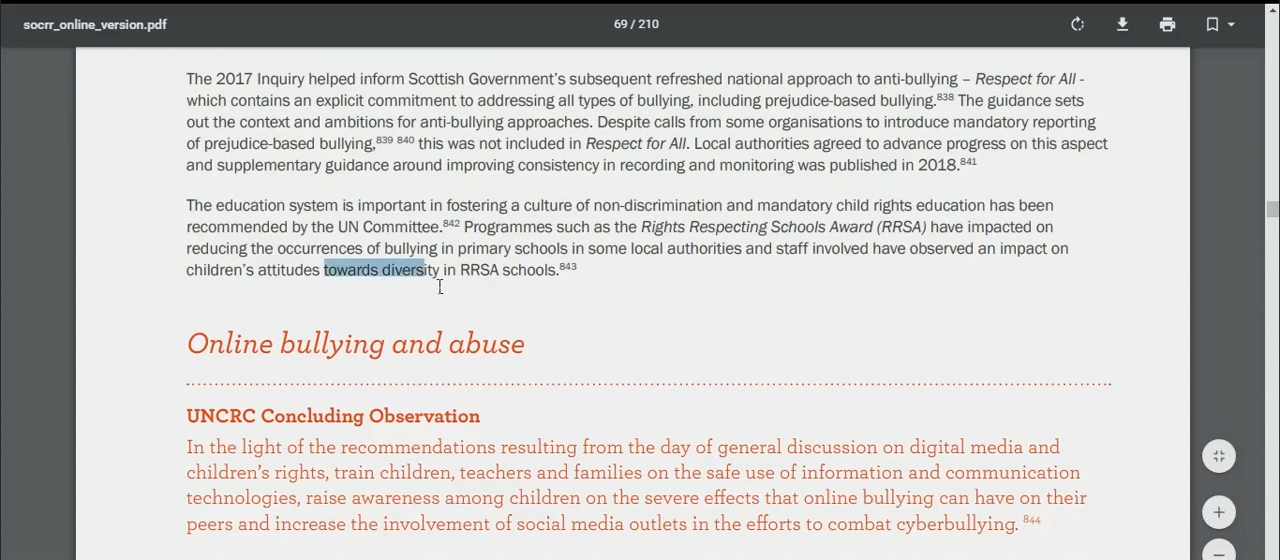 socrr_online_version.pdf
69 / 210
The 2017 Inquiry helped inform Scottish Government’s subsequent refreshed national approach to anti-bullying – Respect for All -
which contains an explicit commitment to addressing all types of bullying, including prejudice-based bullying.838 The guidance sets
out the context and ambitions for anti-bullying approaches. Despite calls from some organisations to introduce mandatory reporting
of prejudice-based bullying,839 840 this was not included in Respect for All. Local authorities agreed to advance progress on this aspect
and supplementary guidance around improving consistency in recording and monitoring was published in 2018.841
The education system is important in fostering a culture of non-discrimination and mandatory child rights education has been
recommended by the UN Committee.842 Programmes such as the Rights Respecting Schools Award (RRSA) have impacted on
reducing the occurrences of bullying in primary schools in some local authorities and staff involved have observed an impact on
children’s attitudes towards diversity in RRSA schools.843
Online bullying and abuse
UNCRC Concluding Observation
In the light of the recommendations resulting from the day of general discussion on digital media and
children’s rights, train children, teachers and families on the safe use of information and communication
technologies, raise awareness among children on the severe effects that online bullying can have on their
peers and increase the involvement of social media outlets in the efforts to combat cyberbullying. 844